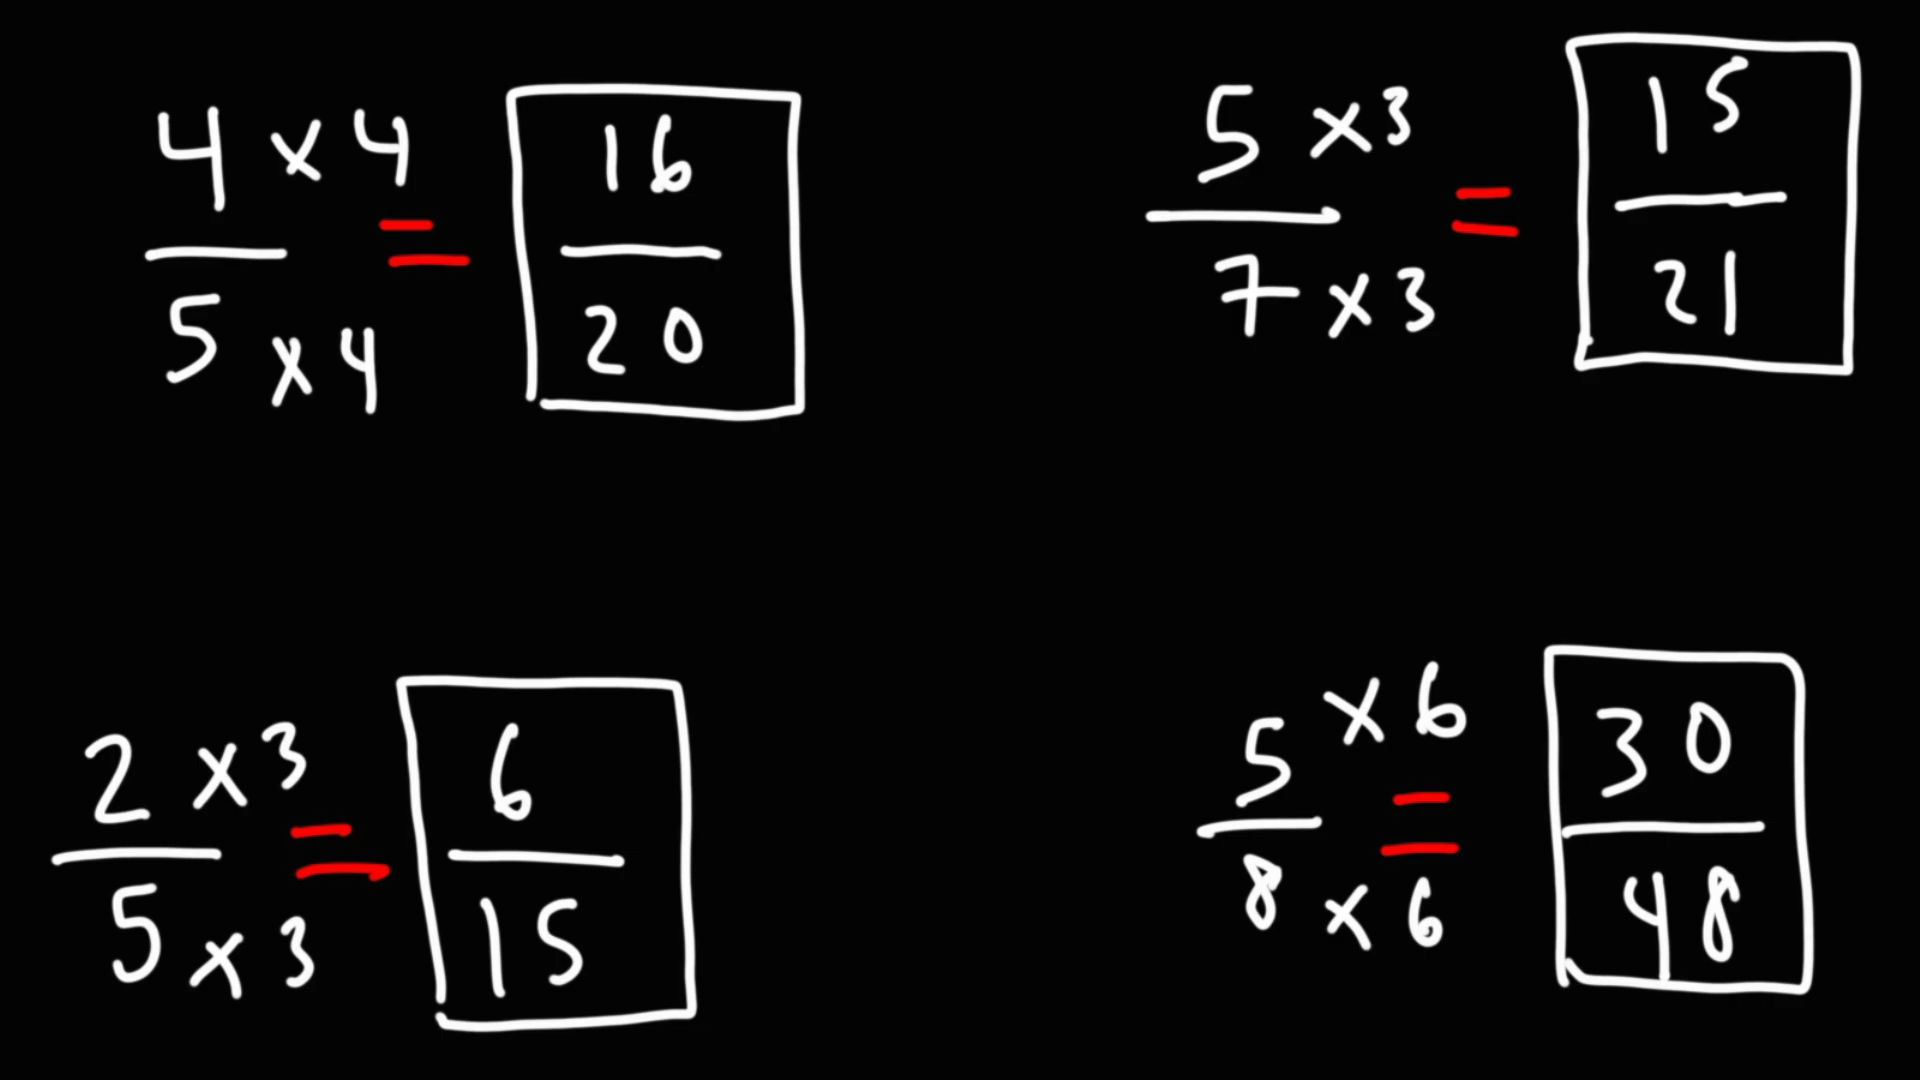 4 x 4 = 16
5 x 4 20
5 x 3 = 15
7 x 3 21
2 x 3 = 6
5 x 3 15
5 x 6 = 30
8 x 6 48